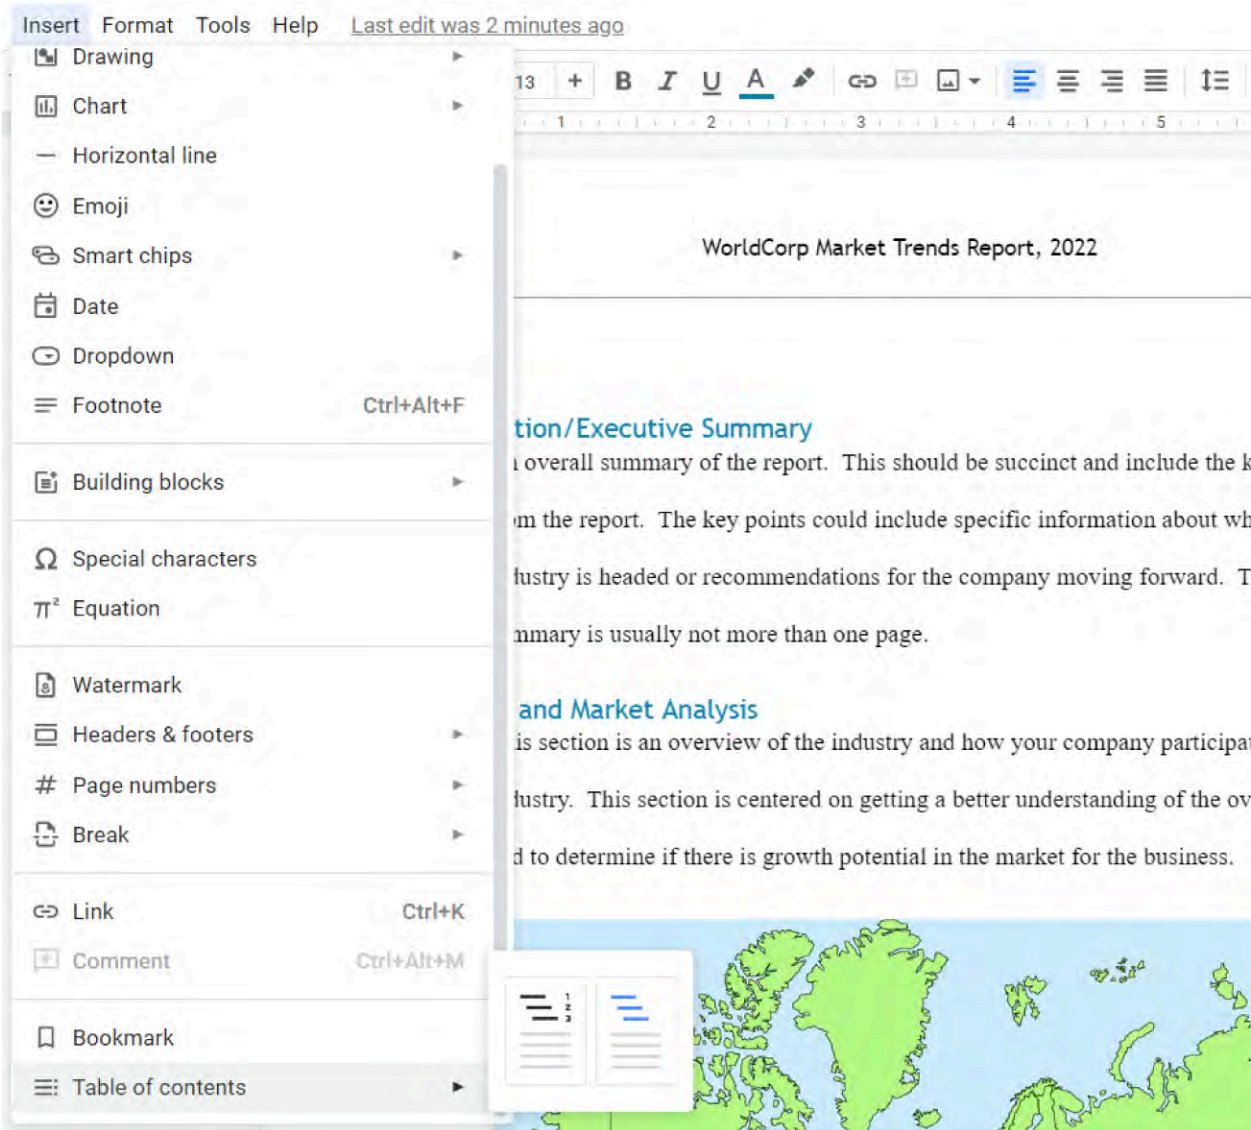 Insert Format Tools Help Last edit was 2 minutes ago
Drawing
13 + B I U A
Chart
1 2 3 4 5
Horizontal line
Emoji
WorldCorp Market Trends Report, 2022
Smart chips
Date
Dropdown
Footnote Ctrl+Alt+F
tion/Executive Summary
overall summary of the report. This should be succinct and include the k
Building blocks
m the report. The key points could include specific information about wh
Special characters
lustry is headed or recommendations for the company moving forward. T
π² Equation
mmary is usually not more than one page.
Watermark
and Market Analysis
Headers & footers
is section is an overview of the industry and how your company participa
# Page numbers
lustry. This section is centered on getting a better understanding of the ov
Break
d to determine if there is growth potential in the market for the business.
Link Ctrl+K
Comment Ctrl+Alt+M
1
2
3
Bookmark
Table of contents